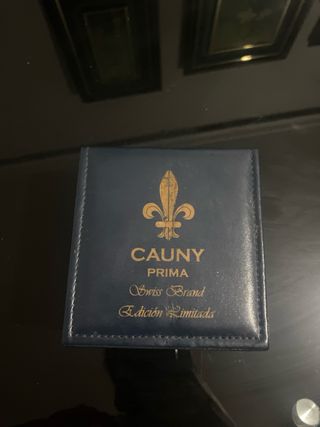 CAUNY
PRIMA
Swiss Brand
Edición Limitada